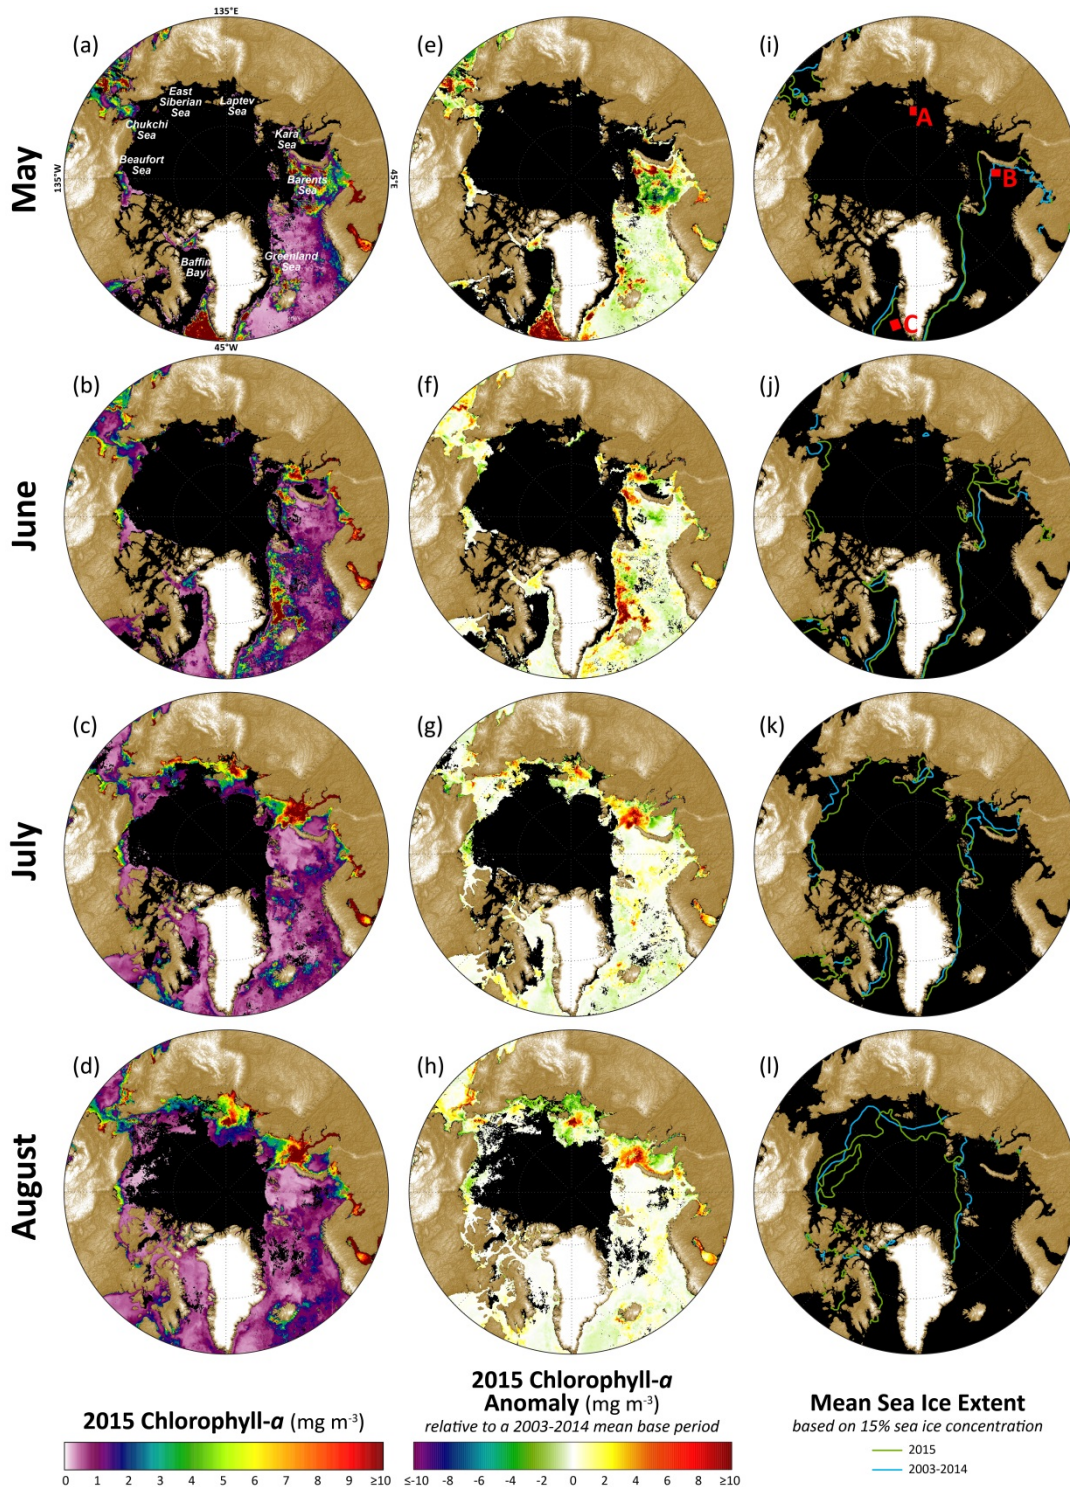 135°E
(a)
(e)
(i)
East
Siberian
Sea
Laptev
Sea
Chukchi
Sea
Kara
Sea
Beaufort
Sea
Barents
Sea
135°W
45°E
Baffin
Bay
Greenland
Sea
45°W
A
B
C
May
(b)
(f)
(j)
June
(c)
(g)
(k)
July
(d)
(h)
(l)
August
2015 Chlorophyll-a (mg m-3)
0 1 2 3 4 5 6 7 8 9 ≥10
2015 Chlorophyll-a
Anomaly (mg m-3)
relative to a 2003-2014 mean base period
≤-10 -8 -6 -4 -2 0 2 4 6 8 ≥10
Mean Sea Ice Extent
based on 15% sea ice concentration
2015
2003-2014